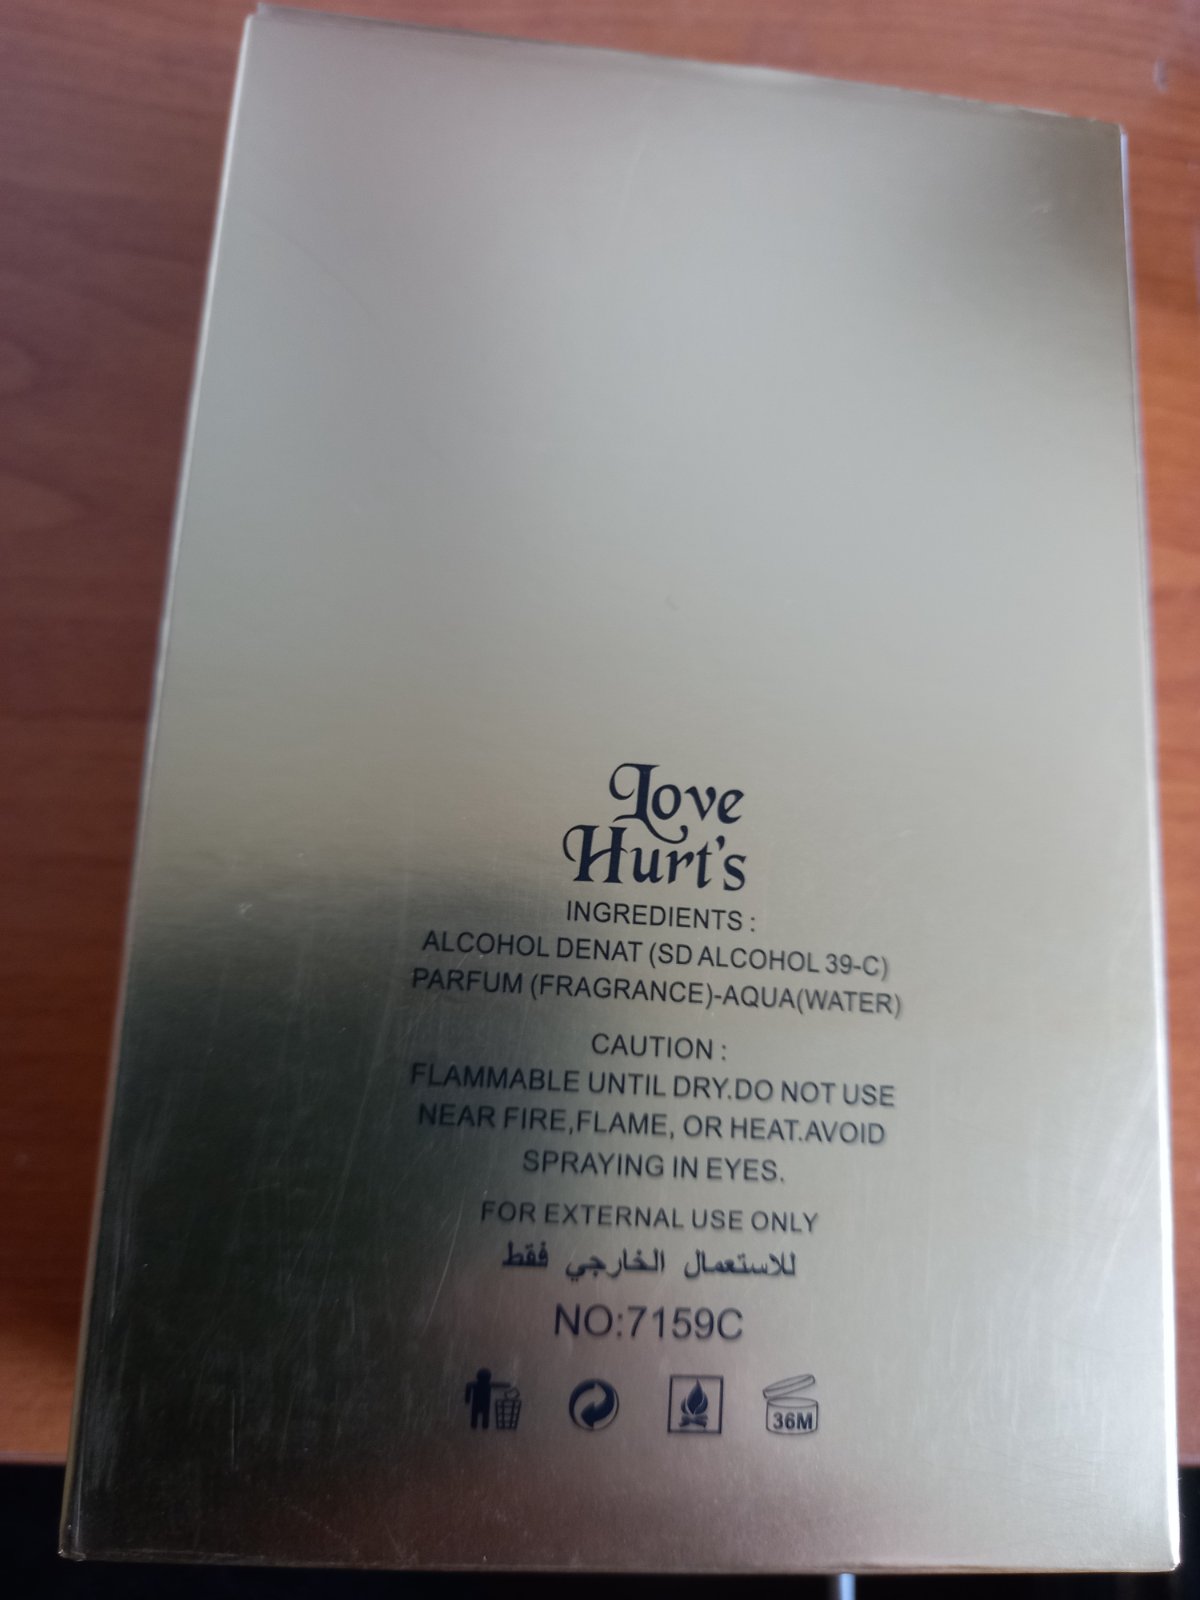 Love
Hurt's
INGREDIENTS :
ALCOHOL DENAT (SD ALCOHOL 39-C)
PARFUM (FRAGRANCE)-AQUA(WATER)
CAUTION :
FLAMMABLE UNTIL DRY.DO NOT USE
NEAR FIRE,FLAME, OR HEAT.AVOID
SPRAYING IN EYES.
FOR EXTERNAL USE ONLY
للاستعمال الخارجي فقط
NO:7159C
36M